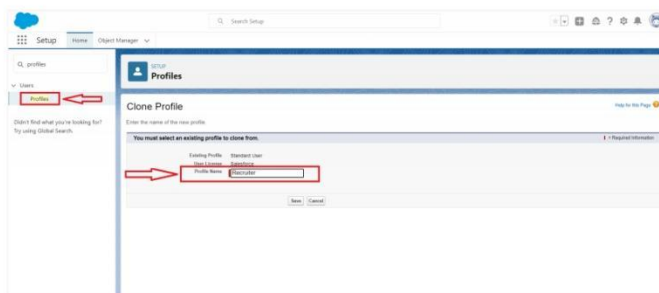 Search Setup
Setup Home Object Manager
profiles
Users
Profiles
Didn't find what you're looking for?
Try using Global Search.
SETUP
Profiles
Clone Profile
Help for this Page
Enter the name of the new profile.
You must select an existing profile to clone from.
= Required Information
Existing Profile Standard User
User License Salesforce
Profile Name Recruiter
Save Cancel